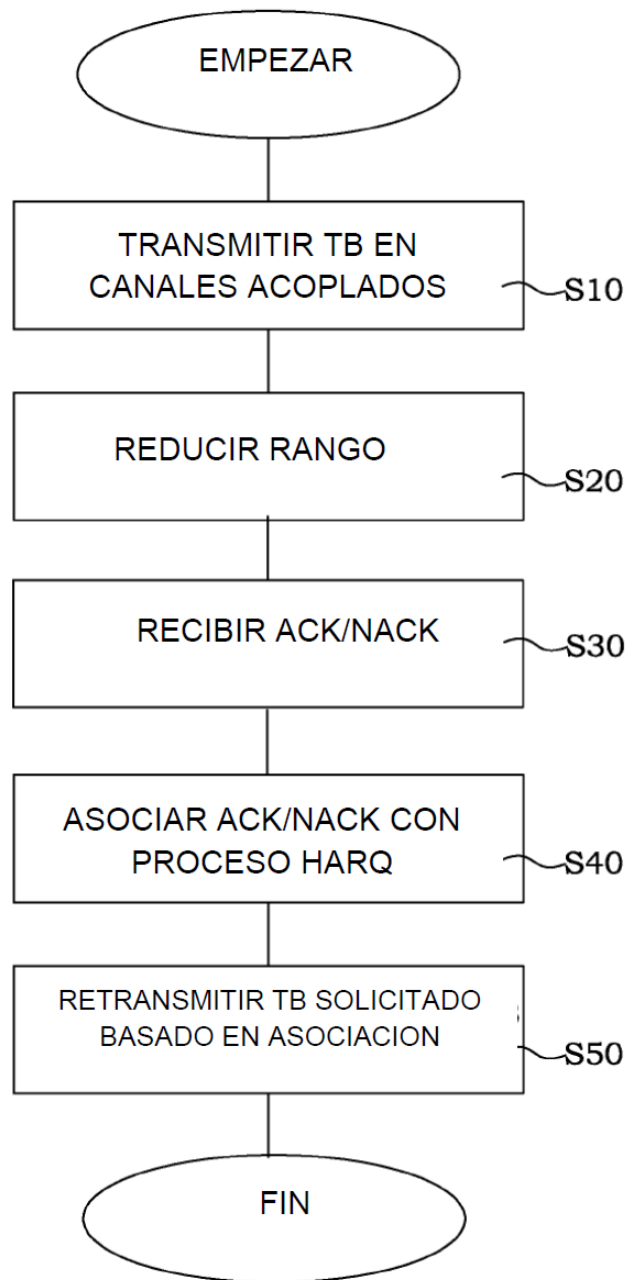 EMPEZAR
TRANSMITIR TB EN
CANALES ACOPLADOS
S10
REDUCIR RANGO
S20
RECIBIR ACK/NACK
S30
ASOCIAR ACK/NACK CON
PROCESO HARQ
S40
RETRANSMITIR TB SOLICITADO
BASADO EN ASOCIACION
S50
FIN